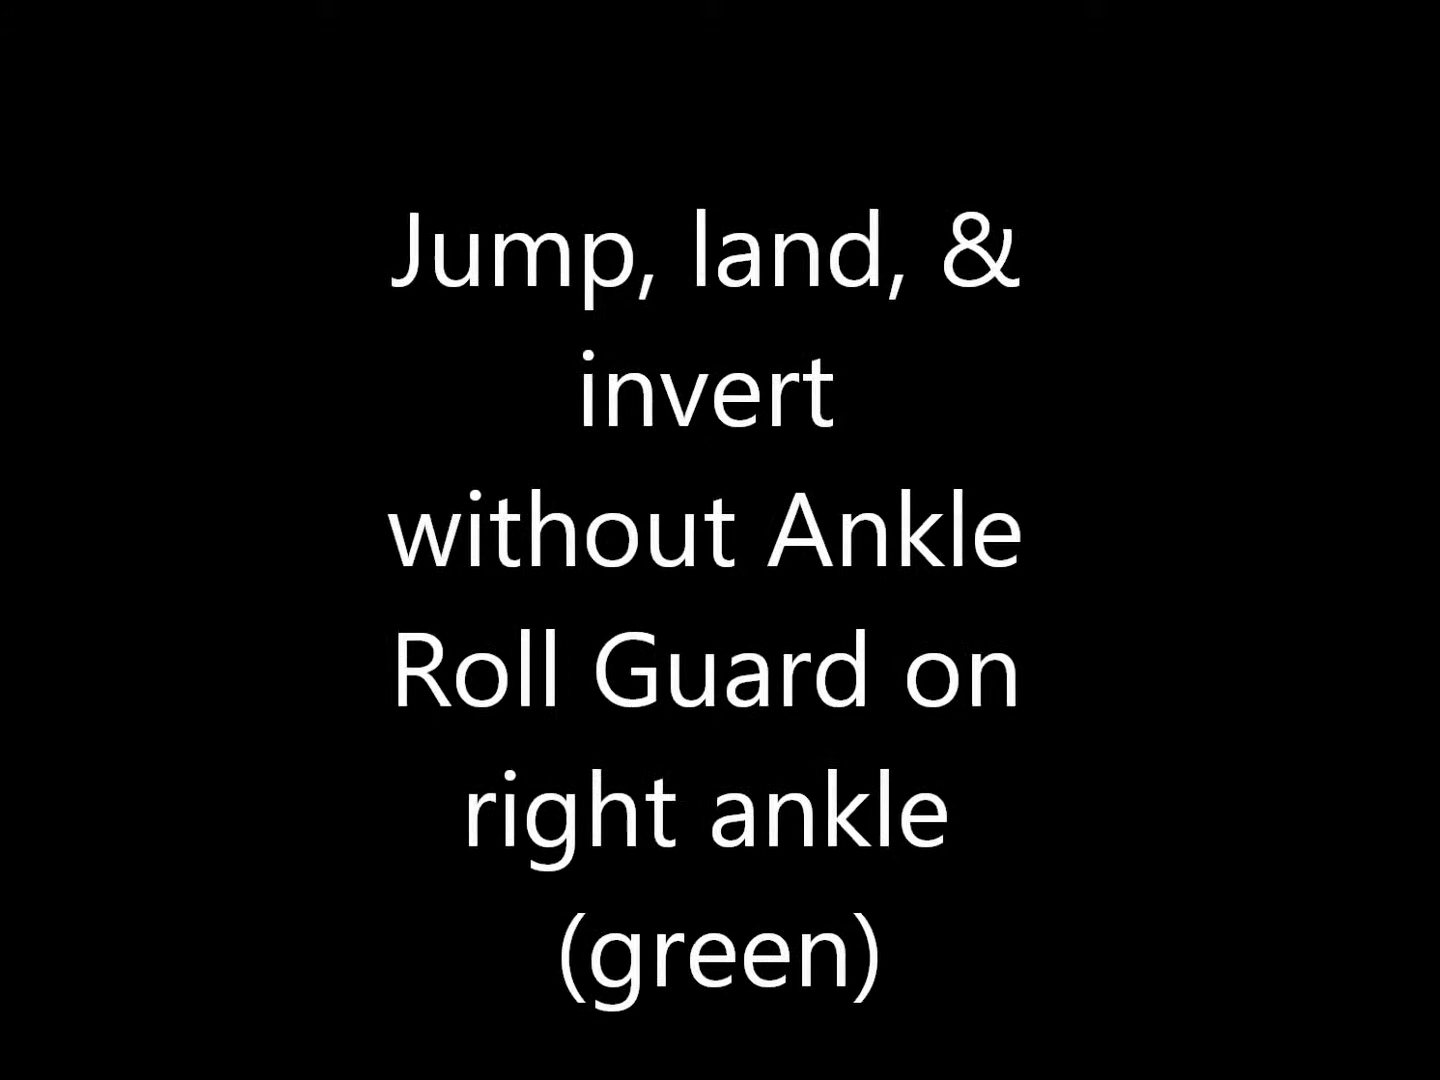 Jump, land, &
invert
without Ankle
Roll Guard on
right ankle
(green)